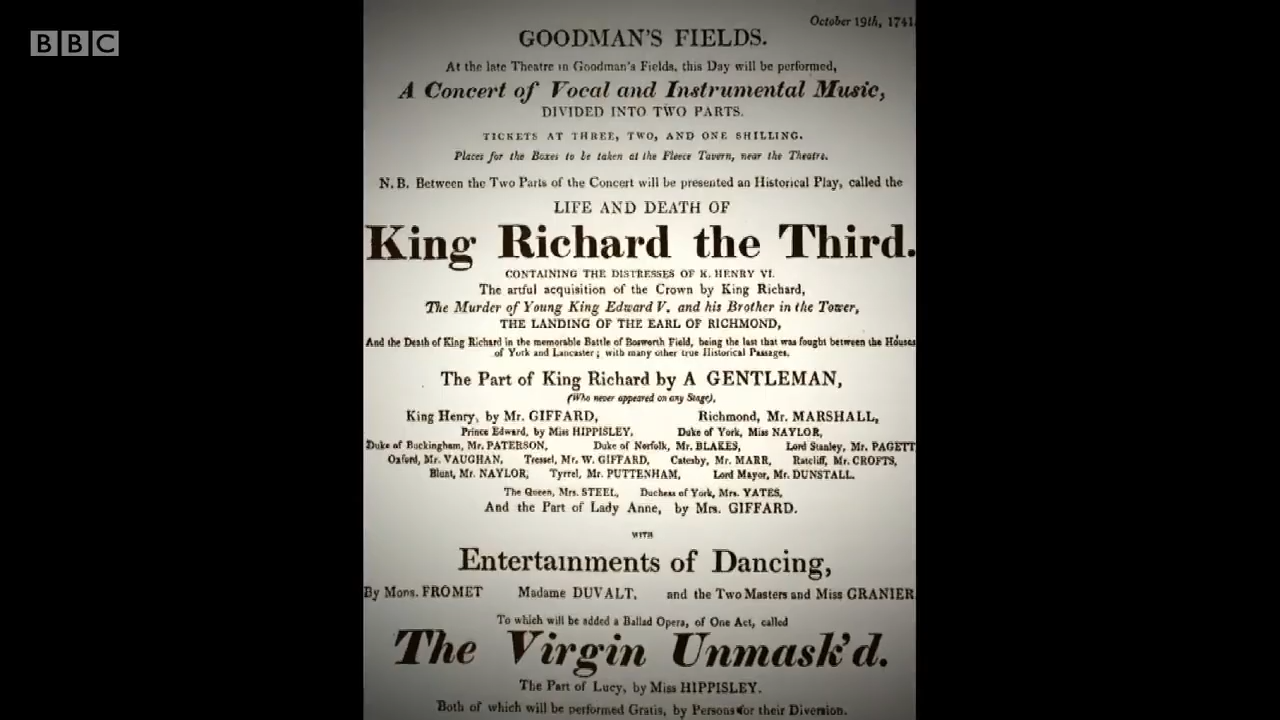 BBC
October 19th, 1741.
GOODMAN'S FIELDS.
At the late Theatre in Goodman's Fields, this Day will be performed,
A Concert of Vocal and Instrumental Music,
DIVIDED INTO TWO PARTS.
TICKETS AT THREE, TWO, AND ONE SHILLING.
Places for the Boxes to be taken at the Fleece Tavern, near the Theatre.
N.B. Between the Two Parts of the Concert will be presented an Historical Play, called the
LIFE AND DEATH OF
King Richard the Third.
CONTAINING THE DISTRESSES OF K. HENRY VI.
The artful acquisition of the Crown by King Richard,
The Murder of Young King Edward V. and his Brother in the Tower,
THE LANDING OF THE EARL OF RICHMOND,
And the Death of King Richard in the memorable Battle of Bosworth Field, being the last that was fought between the Houses
of York and Lancaster; with many other true Historical Passages.
The Part of King Richard by A GENTLEMAN,
(Who never appeared on any Stage),
King Henry, by Mr. GIFFARD, Richmond, Mr. MARSHALL,
Prince Edward, by Miss HIPPISLEY, Duke of York, Miss NAYLOR,
Duke of Buckingham, Mr. PATERSON, Duke of Norfolk, Mr. BLAKES, Lord Stanley, Mr. PAGETT
Oxford, Mr. VAUGHAN, Tressel, Mr. W. GIFFARD, Catesby, Mr. MARR, Ratcliff, Mr. CROFTS,
Blunt, Mr. NAYLOR, Tyrrel, Mr. PUTTENHAM, Lord Mayor, Mr. DUNSTALL.
The Queen, Mrs. STEEL, Duchess of York, Mrs. YATES,
And the Part of Lady Anne, by Mrs. GIFFARD.
WITH
Entertainments of Dancing,
By Mons. FROMET Madame DUVALT, and the Two Masters and Miss GRANIER
To which will be added a Ballad Opera, of One Act, called
The Virgin Unmask'd.
The Part of Lucy, by Miss HIPPISLEY.
Both of which will be performed Gratis, by Persons for their Diversion.